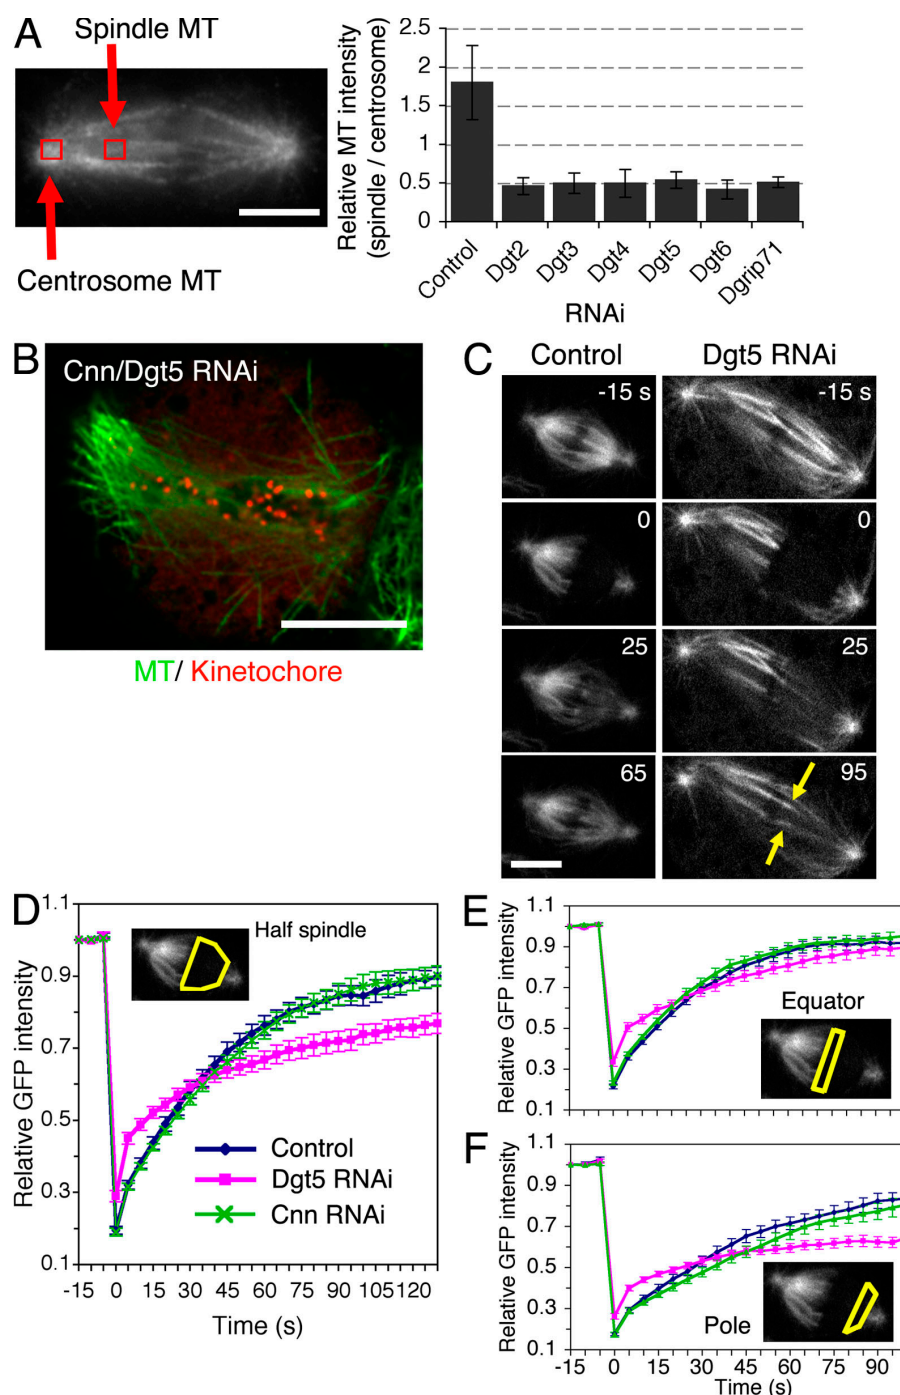 A
Spindle MT
Centrosome MT
Relative MT intensity
(spindle / centrosome)
2.5
2
1.5
1
0.5
0
Control
Dgt2
Dgt3
Dgt4
Dgt5
Dgt6
Dgrip71
RNAi
B
Cnn/Dgt5 RNAi
MT/ Kinetochore
C
Control
Dgt5 RNAi
-15 s
-15 s
0
0
25
25
65
95
D
Relative GFP intensity
1.1
0.9
0.7
0.5
0.3
0.1
Half spindle
Control
Dgt5 RNAi
Cnn RNAi
-15 0 15 30 45 60 75 90 105 120
Time (s)
E
Relative GFP intensity
1.1
0.9
0.7
0.5
0.3
0.1
Equator
F
Relative GFP intensity
1.1
0.9
0.7
0.5
0.3
0.1
Pole
-15 0 15 30 45 60 75 90
Time (s)